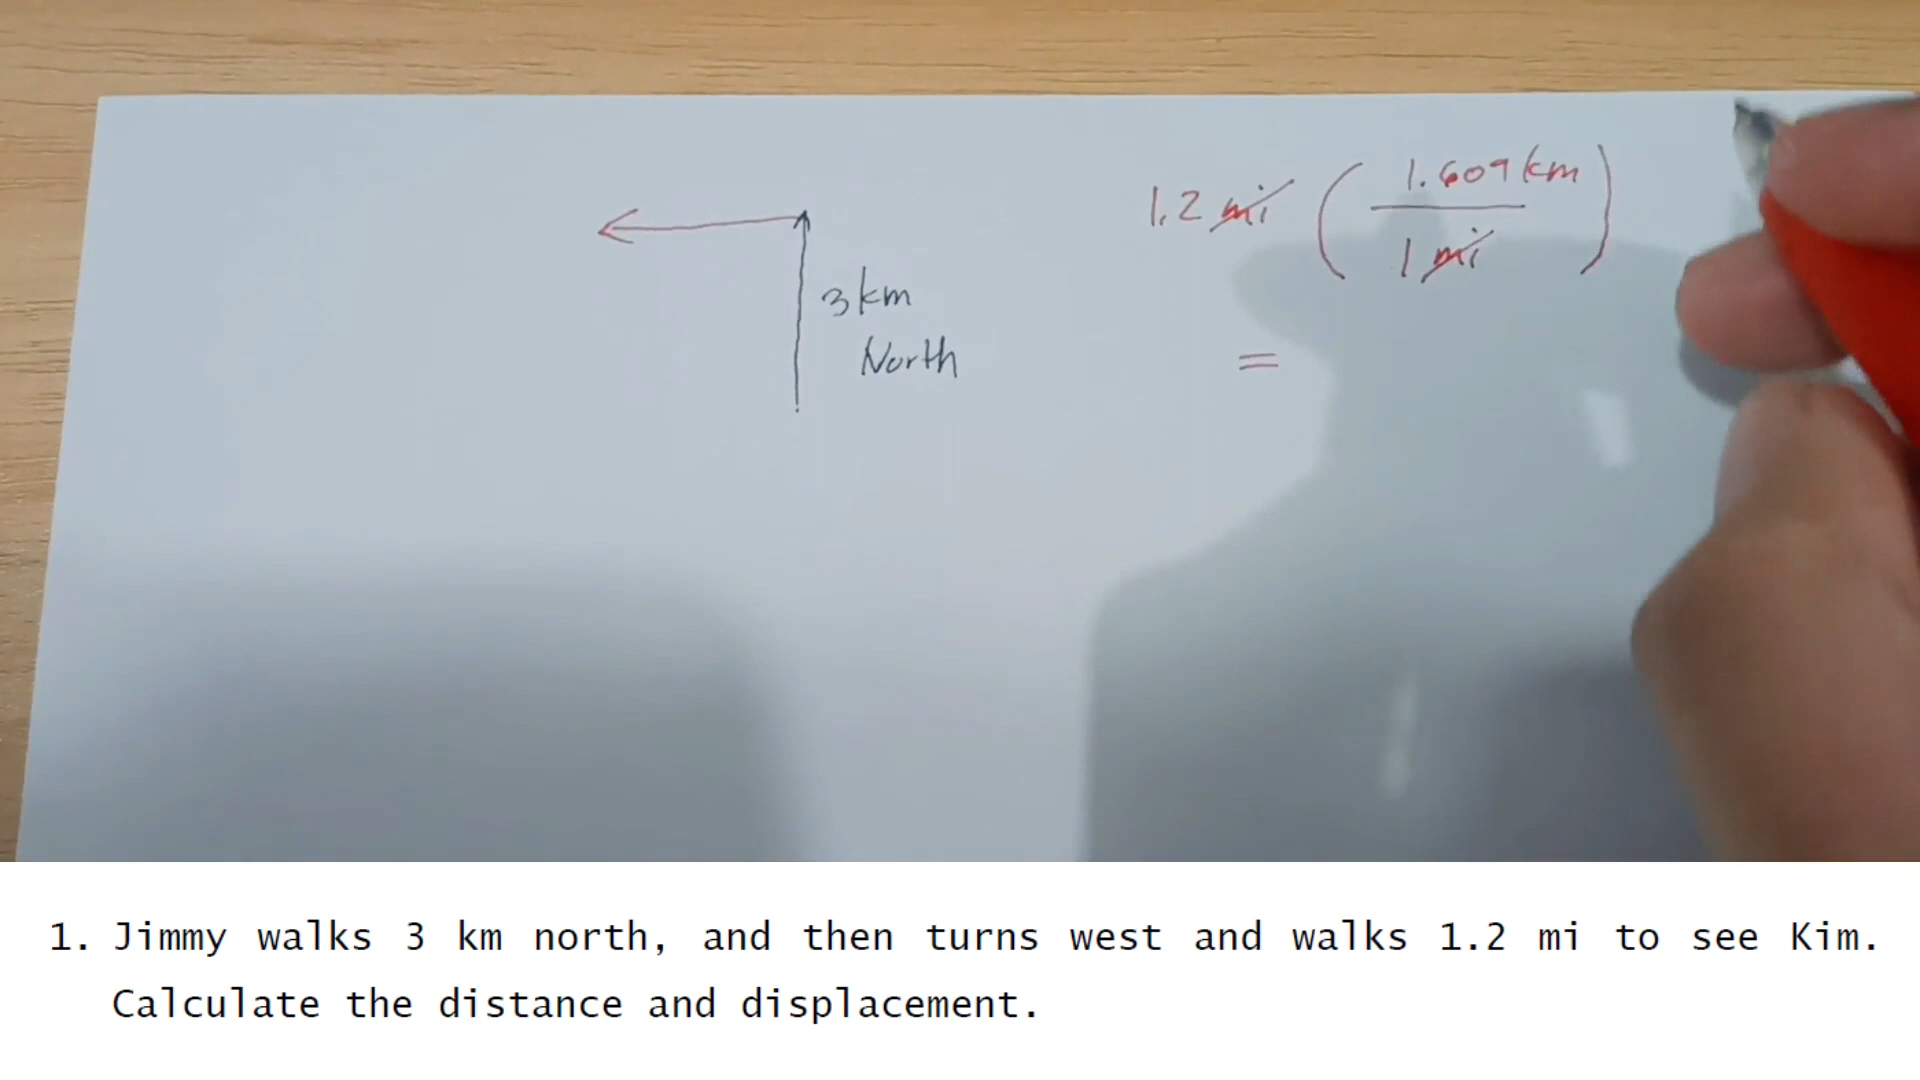 3 km
North
1.2 mi ( 1.609 km
1 mi )
=
1. Jimmy walks 3 km north, and then turns west and walks 1.2 mi to see Kim.
Calculate the distance and displacement.